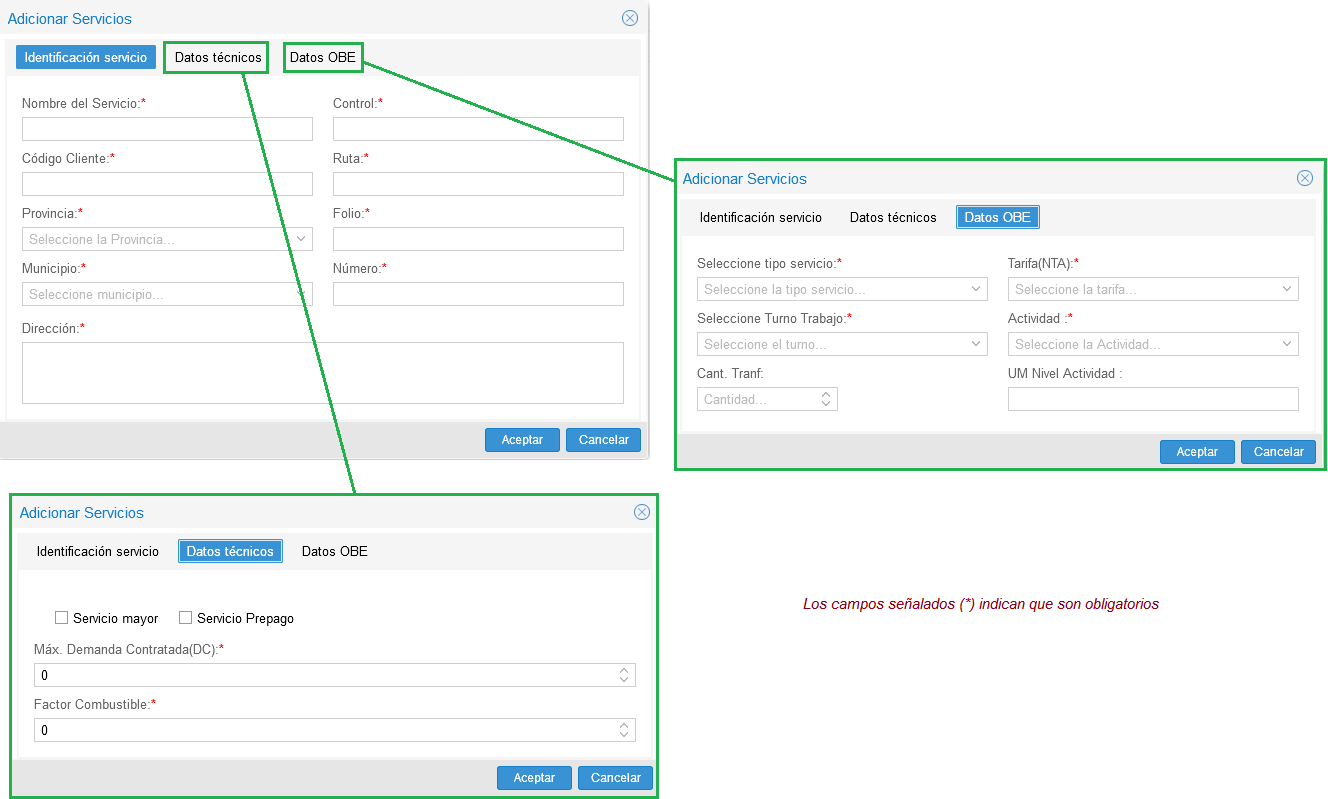 Adicionar Servicios
Identificación servicio Datos técnicos Datos OBE
Nombre del Servicio:* Control:*
Código Cliente:* Ruta:*
Provincia:* Folio:*
Seleccione la Provincia...
Municipio:* Número:*
Seleccione municipio...
Dirección:*
Aceptar Cancelar
Adicionar Servicios
Identificación servicio Datos técnicos Datos OBE
Seleccione tipo servicio:* Tarifa(NTA):*
Seleccione la tipo servicio... Seleccione la tarifa...
Seleccione Turno Trabajo:* Actividad :*
Seleccione el turno... Seleccione la Actividad...
Cant. Tranf: UM Nivel Actividad :
Cantidad...
Aceptar Cancelar
Adicionar Servicios
Identificación servicio Datos técnicos Datos OBE
Servicio mayor Servicio Prepago
Máx. Demanda Contratada(DC):*
0
Factor Combustible:*
0
Aceptar Cancelar
Los campos señalados (*) indican que son obligatorios